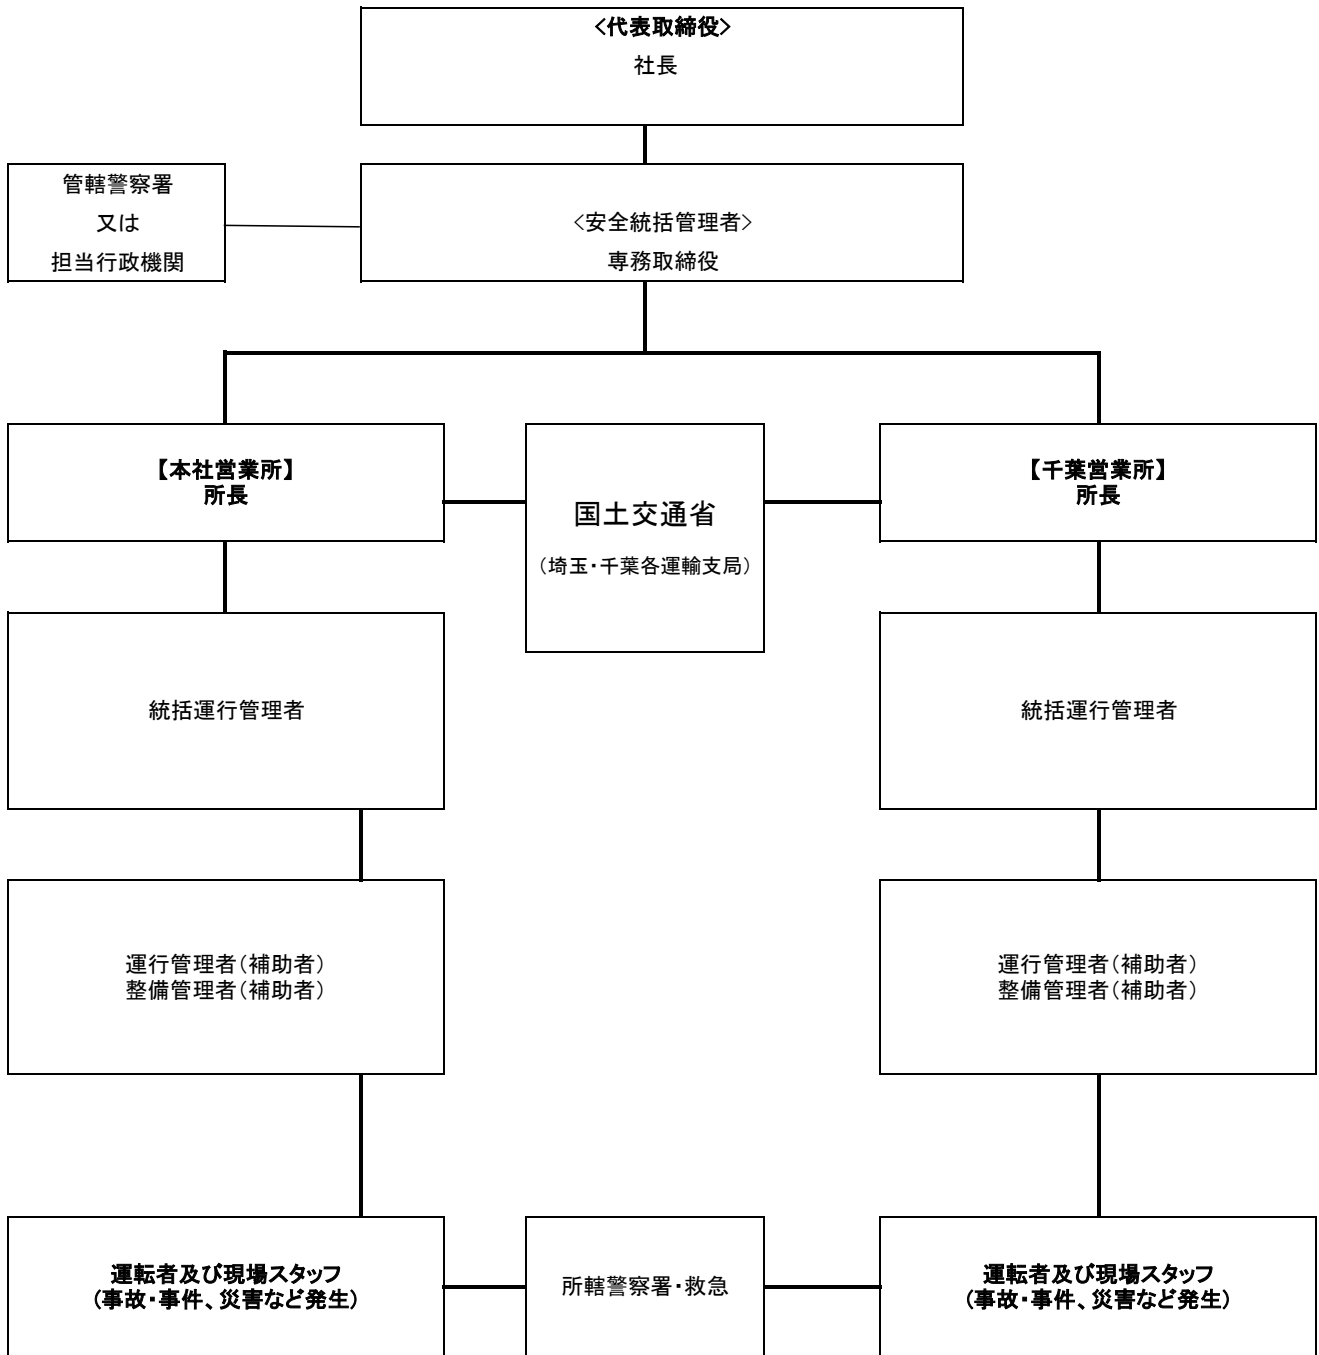 <代表取締役>
社長
管轄警察署
又は
担当行政機関
<安全統括管理者>
専務取締役
【本社営業所】
所長
国土交通省
（埼玉・千葉各運輸支局）
【千葉営業所】
所長
統括運行管理者
統括運行管理者
運行管理者（補助者）
整備管理者（補助者）
運行管理者（補助者）
整備管理者（補助者）
運転者及び現場スタッフ
（事故・事件、災害など発生）
所轄警察署・救急
運転者及び現場スタッフ
（事故・事件、災害など発生）